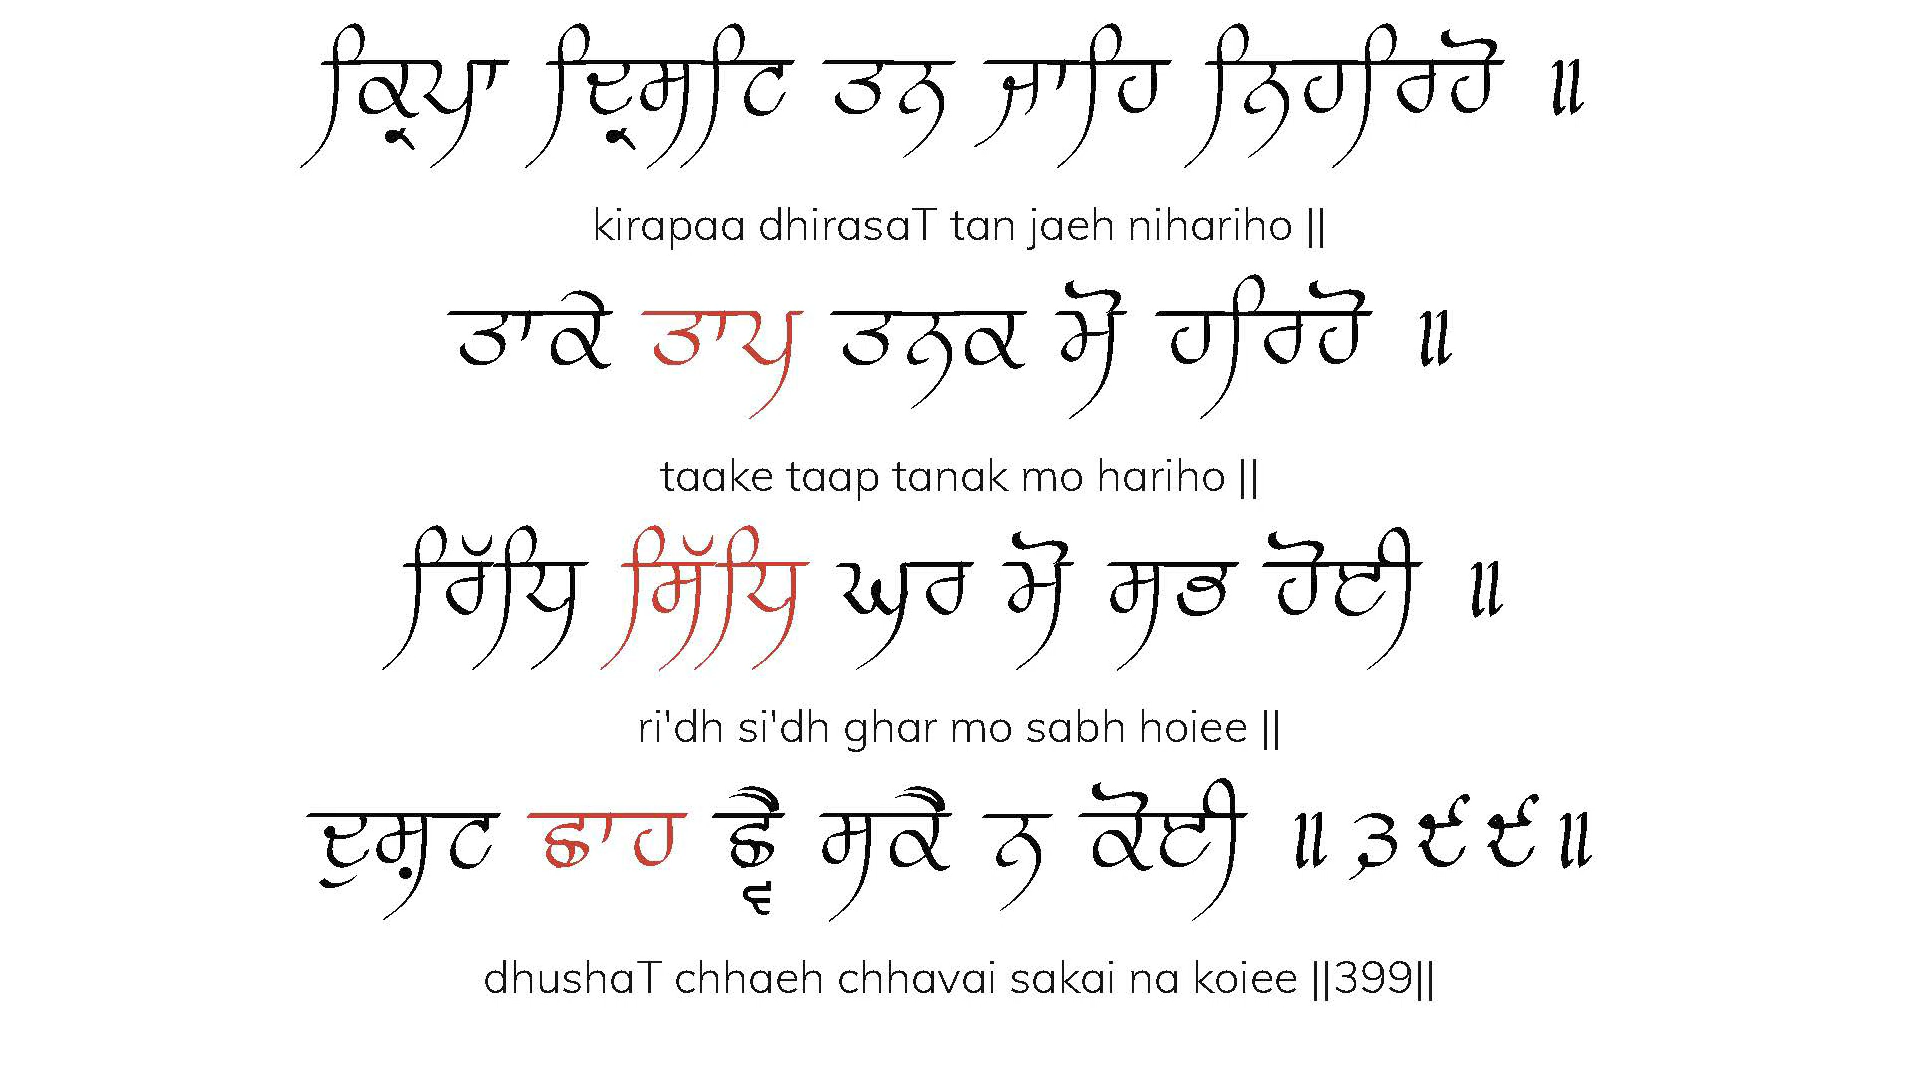 ਕ੍ਰਿਪਾ ਦ੍ਰਿਸਟਿ ਤਨ ਜਾਹਿ ਨਿਹਰਿਹੋ ॥
kirapaa dhirasaT tan jaeh nihariho ||
ਤਾਕੇ ਤਾਪ ਤਨਕ ਮੋ ਹਰਿਹੋ ॥
taake taap tanak mo hariho ||
ਰਿੱਧਿ ਸਿੱਧਿ ਘਰ ਮੋ ਸਭ ਹੋਈ ॥
ri'dh si'dh ghar mo sabh hoiee ||
ਦੁਸ਼ਟ ਛਾਹ ਛ੍ਵੈ ਸਕੈ ਨ ਕੋਈ ॥੩੯੯॥
dhushaT chhaeh chhavai sakai na koiee ||399||